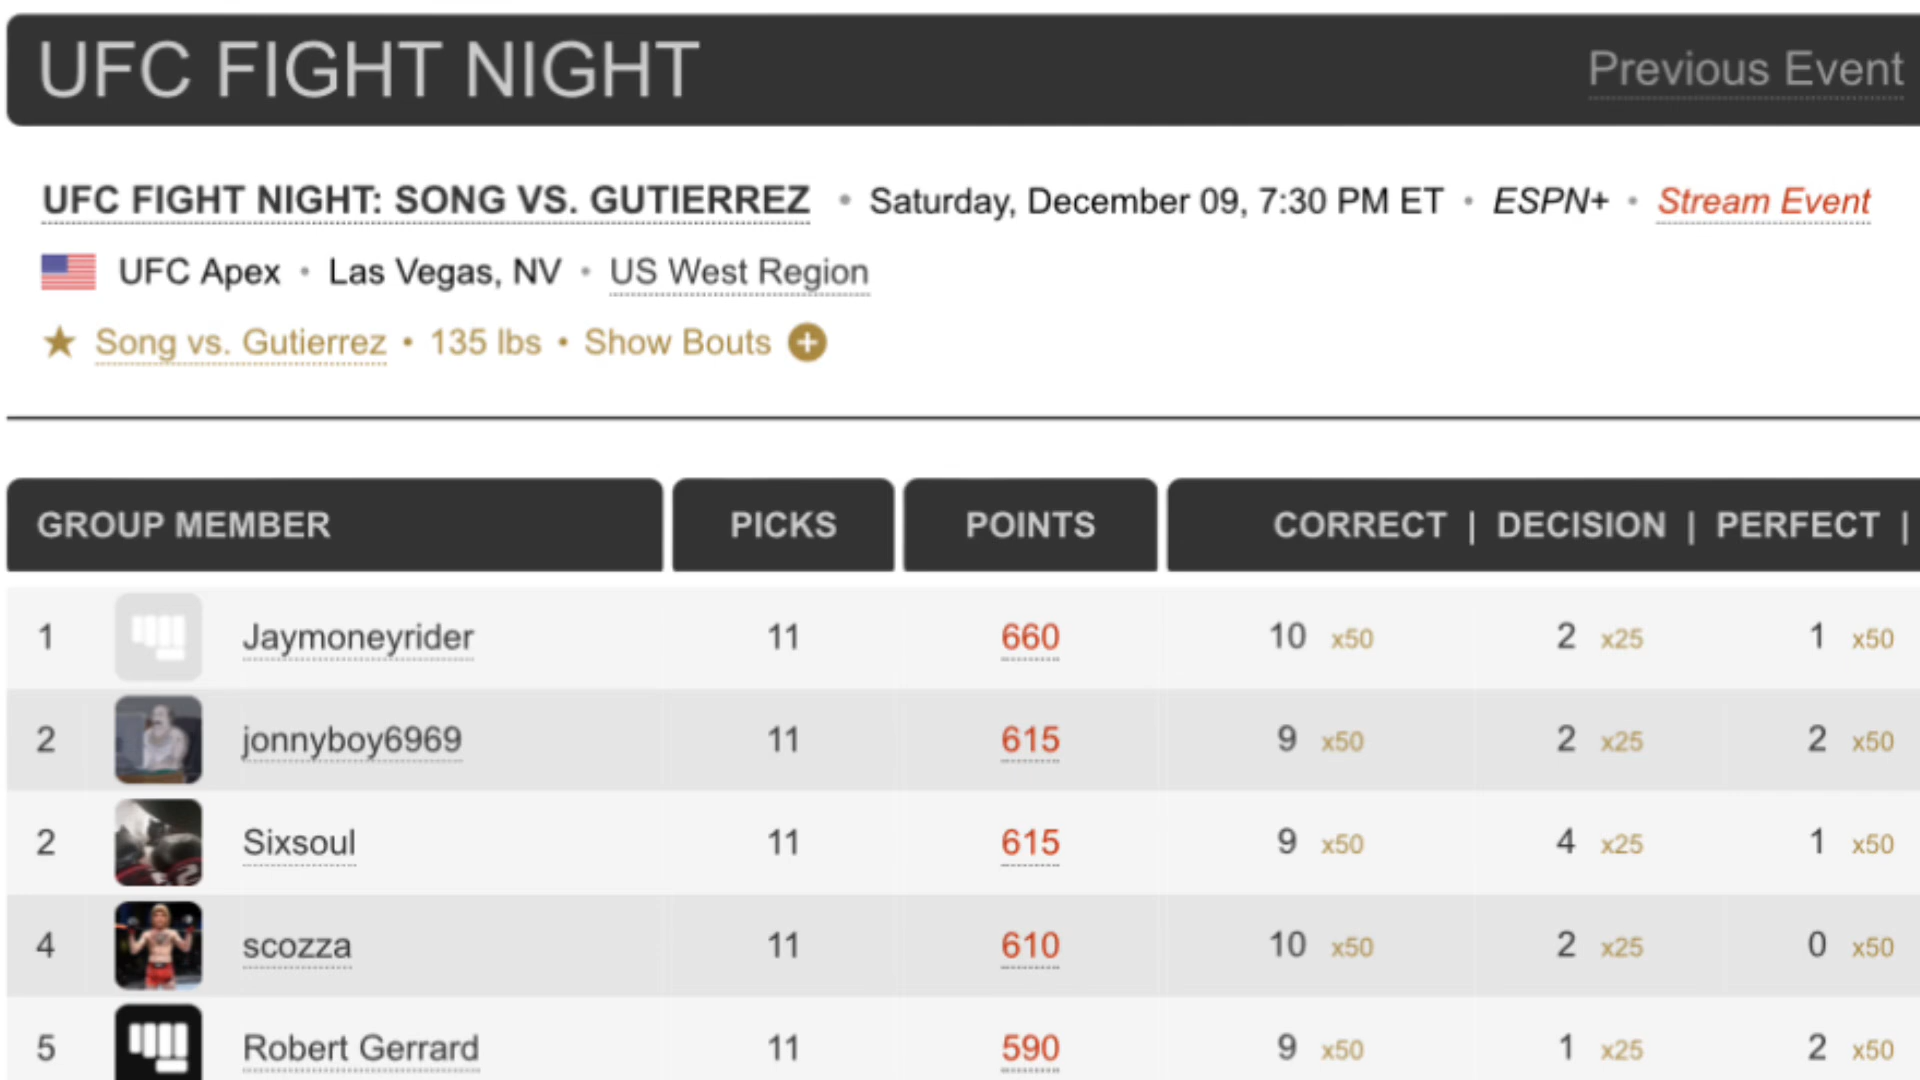 UFC FIGHT NIGHT Previous Event
UFC FIGHT NIGHT: SONG VS. GUTIERREZ • Saturday, December 09, 7:30 PM ET • ESPN+ • Stream Event
UFC Apex • Las Vegas, NV • US West Region
★ Song vs. Gutierrez • 135 lbs • Show Bouts +
GROUP MEMBER PICKS POINTS CORRECT | DECISION | PERFECT |
1 Jaymoneyrider 11 660 10 x50 2 x25 1 x50
2 jonnyboy6969 11 615 9 x50 2 x25 2 x50
2 Sixsoul 11 615 9 x50 4 x25 1 x50
4 scozza 11 610 10 x50 2 x25 0 x50
5 Robert Gerrard 11 590 9 x50 1 x25 2 x50